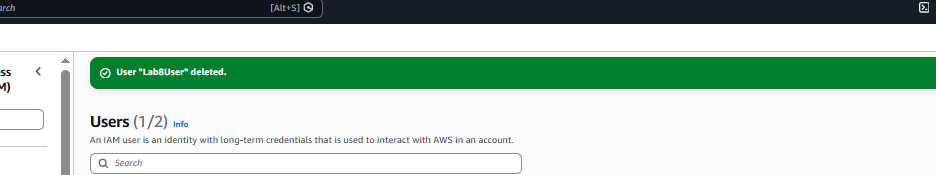 arch [Alt+S]
ss
M)
User "Lab8User" deleted.
Users (1/2) Info
An IAM user is an identity with long-term credentials that is used to interact with AWS in an account.
Search